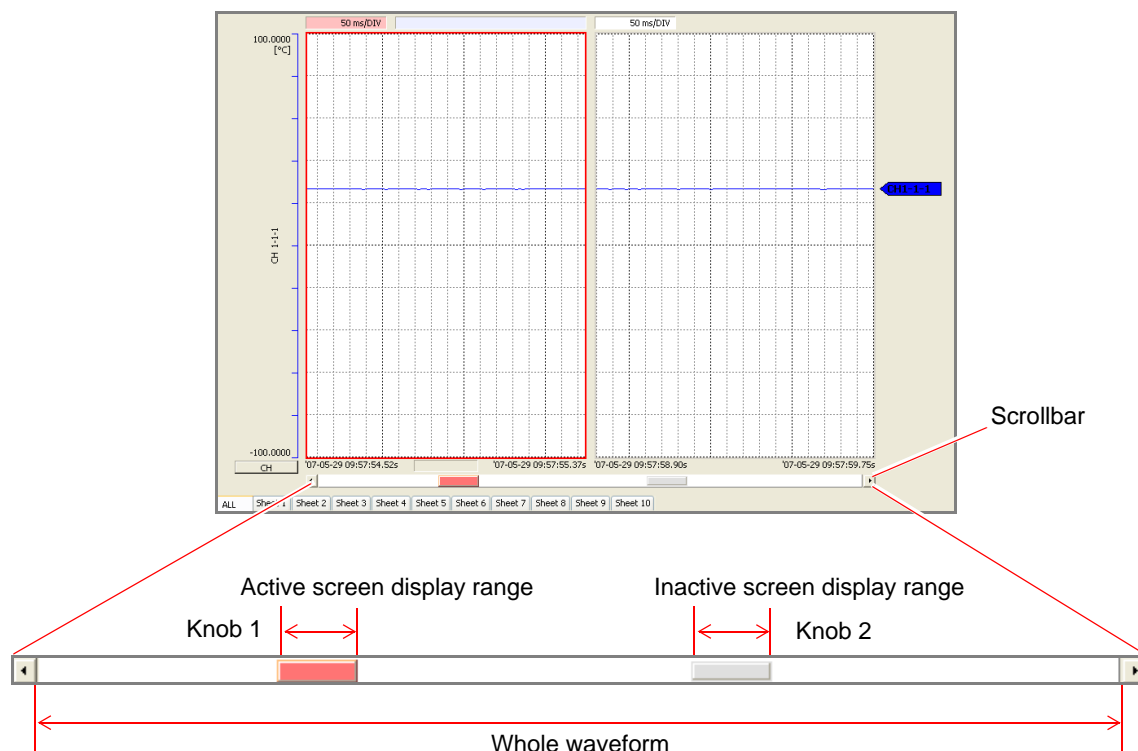 50 ms/DIV
50 ms/DIV
100.0000
[°C]
CH 1-1-1
CH1-1-1
-100.0000
CH
'07-05-29 09:57:54.52s
'07-05-29 09:57:55.37s
'07-05-29 09:57:58.90s
'07-05-29 09:57:59.75s
Scrollbar
ALL Sheet 1 Sheet 2 Sheet 3 Sheet 4 Sheet 5 Sheet 6 Sheet 7 Sheet 8 Sheet 9 Sheet 10
Active screen display range
Inactive screen display range
Knob 1
Knob 2
Whole waveform